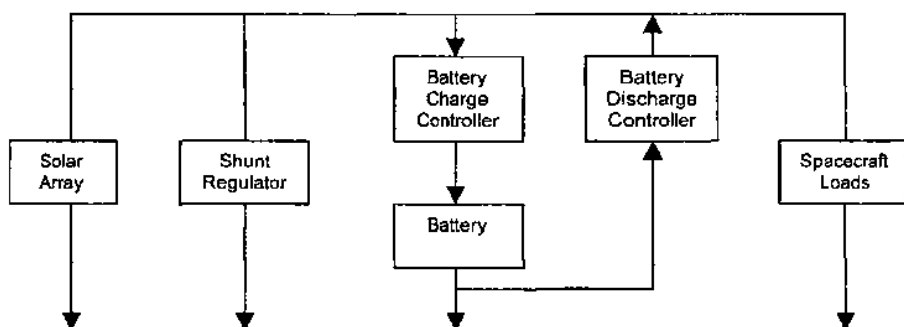 Battery
Charge
Controller
Battery
Discharge
Controller
Solar
Array
Shunt
Regulator
Spacecraft
Loads
Battery